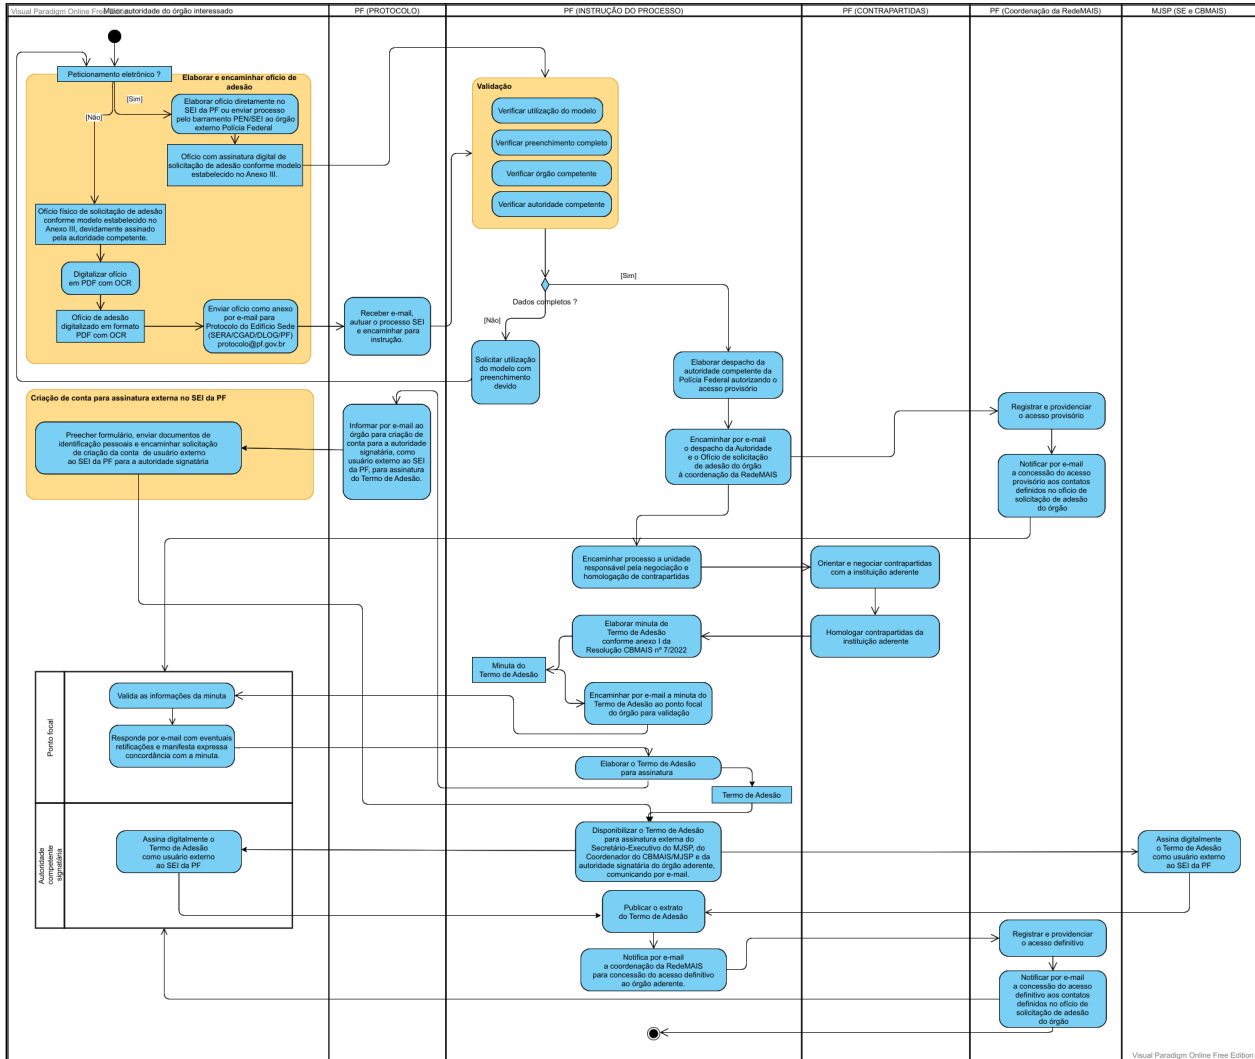 Visual Paradigm Online Free Edition
Maior autoridade do órgão interessado
PF (PROTOCOLO)
PF (INSTRUÇÃO DO PROCESSO)
PF (CONTRAPARTIDAS)
PF (Coordenação da RedeMAIS)
MJSP (SE e CBMAIS)
Peticionamento eletrônico ?
Elaborar e encaminhar ofício de
adesão
[Sim]
[Não]
Elaborar ofício diretamente no
SEI da PF ou enviar processo
pelo barramento PEN/SEI ao órgão
externo Polícia Federal
Ofício com assinatura digital de
solicitação de adesão conforme modelo
estabelecido no Anexo III.
Ofício físico de solicitação de adesão
conforme modelo estabelecido no
Anexo III, devidamente assinado
pela autoridade competente.
Digitalizar ofício
em PDF com OCR
Ofício de adesão
digitalizado em formato
PDF com OCR
Enviar ofício como anexo
por e-mail para
Protocolo do Edifício Sede
(SERA/CGAD/DLOG/PF)
protocolo@pf.gov.br
Receber e-mail,
autuar o processo SEI
e encaminhar para
instrução.
Validação
Verificar utilização do modelo
Verificar preenchimento completo
Verificar órgão competente
Verificar autoridade competente
[Sim]
Dados completos ?
[Não]
Solicitar utilização
do modelo com
preenchimento
devido
Elaborar despacho da
autoridade competente da
Polícia Federal autorizando o
acesso provisório
Encaminhar por e-mail
o despacho da Autoridade
e o Ofício de solicitação
de adesão do órgão
à coordenação da RedeMAIS
Registrar e providenciar
o acesso provisório
Notificar por e-mail
a concessão do acesso
provisório aos contatos
definidos no ofício de
solicitação de adesão
do órgão
Criação de conta para assinatura externa no SEI da PF
Preecher formulário, enviar documentos de
identificação pessoais e encaminhar solicitação
de criação da conta de usuário externo
ao SEI da PF para a autoridade signatária
Informar por e-mail ao
órgão para criação de
conta para a autoridade
signatária, como
usuário externo ao SEI
da PF, para assinatura
do Termo de Adesão.
Encaminhar processo a unidade
responsável pela negociação e
homologação de contrapartidas
Orientar e negociar contrapartidas
com a instituição aderente
Homologar contrapartidas da
instituição aderente
Elaborar minuta de
Termo de Adesão
conforme anexo I da
Resolução CBMAIS nº 7/2022
Minuta do
Termo de Adesão
Encaminhar por e-mail a minuta do
Termo de Adesão ao ponto focal
do órgão para validação
Ponto focal
Valida as informações da minuta
Responde por e-mail com eventuais
retificações e manifesta expressa
concordância com a minuta.
Elaborar o Termo de Adesão
para assinatura
Termo de Adesão
Autoridade
competente
signatária
Assina digitalmente o
Termo de Adesão
como usuário externo
ao SEI da PF
Disponibilizar o Termo de Adesão
para assinatura externa do
Secretário-Executivo do MJSP, do
Coordenador do CBMAIS/MJSP e da
autoridade signatária do órgão aderente,
comunicando por e-mail.
Assina digitalmente
o Termo de Adesão
como usuário externo
ao SEI da PF
Publicar o extrato
do Termo de Adesão
Notifica por e-mail
a coordenação da RedeMAIS
para concessão do acesso definitivo
ao órgão aderente.
Registrar e providenciar
o acesso definitivo
Notificar por e-mail
a concessão do acesso
definitivo aos contatos
definidos no ofício de
solicitação de adesão
do órgão
Visual Paradigm Online Free Edition